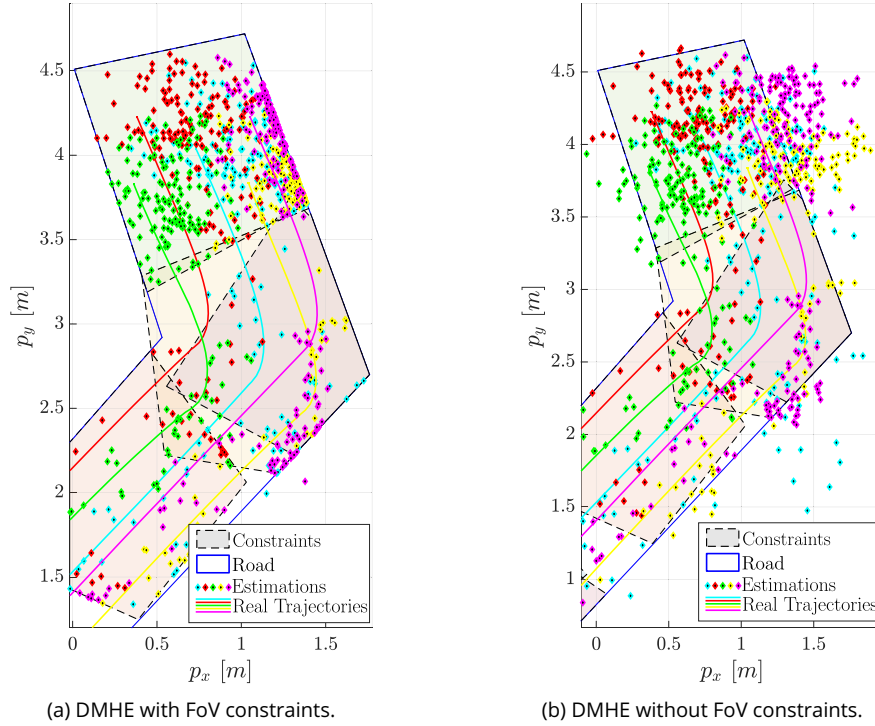 4.5
4
3.5
3
2.5
2
1.5
p_y [m]
0
0.5
1
1.5
p_x [m]
Constraints
Road
Estimations
Real Trajectories
(a) DMHE with FoV constraints.
4.5
4
3.5
3
2.5
2
1.5
1
p_y [m]
0
0.5
1
1.5
p_x [m]
Constraints
Road
Estimations
Real Trajectories
(b) DMHE without FoV constraints.